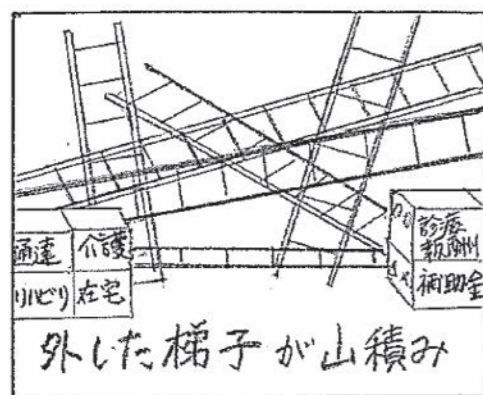 通達
介護
リハビリ
在宅
診療
報酬
補助金
外した梯子が山積み